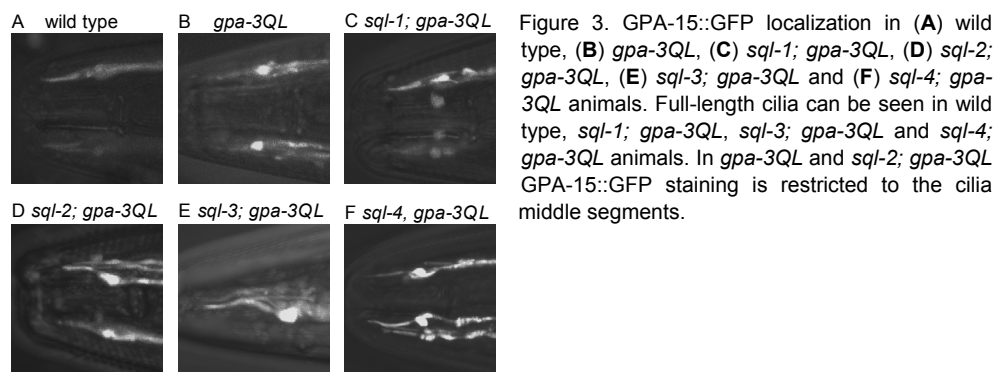 A wild type
B gpa-3QL
C sql-1; gpa-3QL
Figure 3. GPA-15::GFP localization in (A) wild
type, (B) gpa-3QL, (C) sql-1; gpa-3QL, (D) sql-2;
gpa-3QL, (E) sql-3; gpa-3QL and (F) sql-4; gpa-
3QL animals. Full-length cilia can be seen in wild
type, sql-1; gpa-3QL, sql-3; gpa-3QL and sql-4;
gpa-3QL animals. In gpa-3QL and sql-2; gpa-3QL
GPA-15::GFP staining is restricted to the cilia
middle segments.
D sql-2; gpa-3QL
E sql-3; gpa-3QL
F sql-4, gpa-3QL